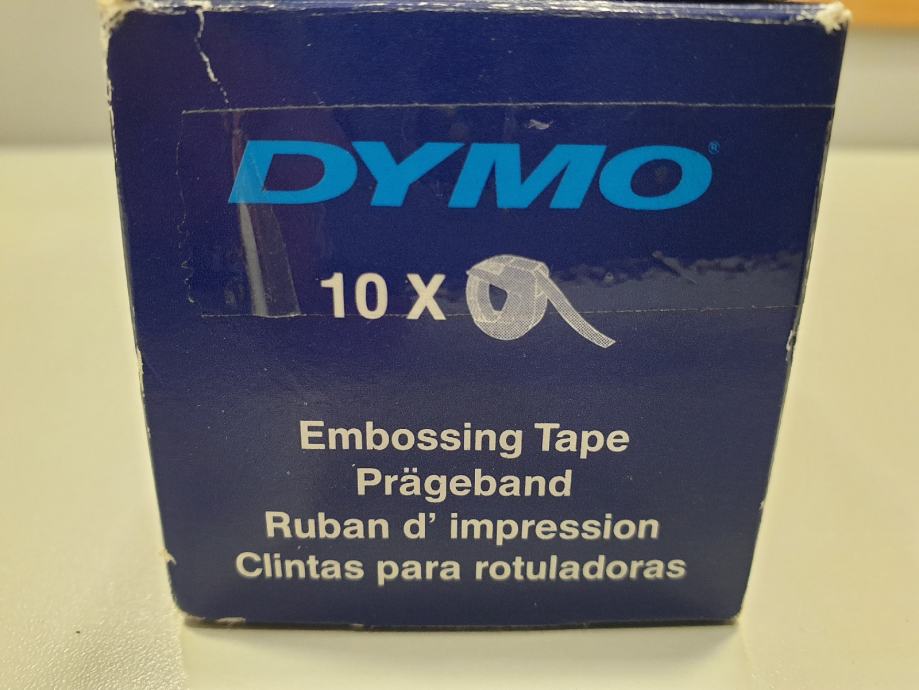 DYMO®
10 X
Embossing Tape
Prägeband
Ruban d' impression
Clintas para rotuladoras